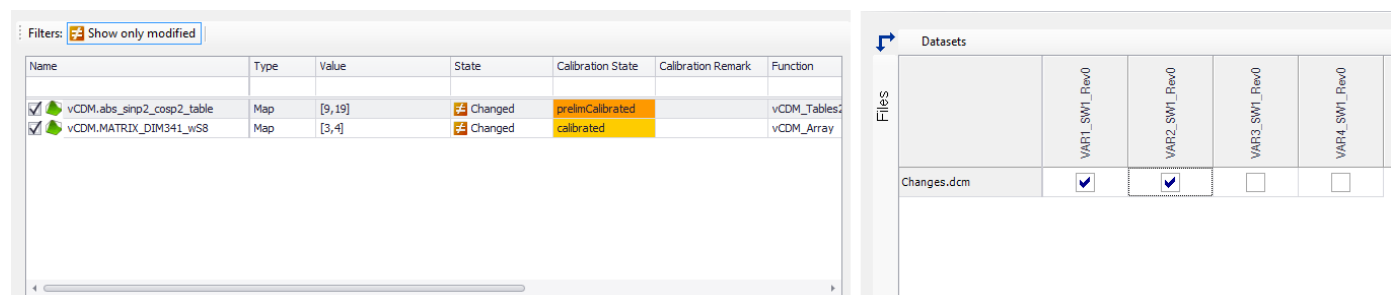 Filters: Show only modified
Name Type Value State Calibration State Calibration Remark Function
vCDM.abs_sinp2_cosp2_table Map [9,19] Changed prelimCalibrated vCDM_Tables2
vCDM.MATRIX_DIM341_wS8 Map [3,4] Changed calibrated vCDM_Array
Datasets
Files
VAR1_SW1_Rev0
VAR2_SW1_Rev0
VAR3_SW1_Rev0
VAR4_SW1_Rev0
Changes.dcm